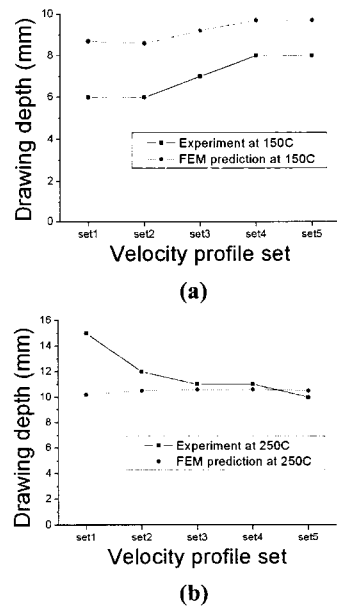 Drawing depth (mm)
10
8
6
4
2
0
Experiment at 150C
FEM prediction at 150C
set1 set2 set3 set4 set5
Velocity profile set
(a)
Drawing depth (mm)
16
14
12
10
8
6
4
2
0
Experiment at 250C
FEM prediction at 250C
set1 set2 set3 set4 set5
Velocity profile set
(b)